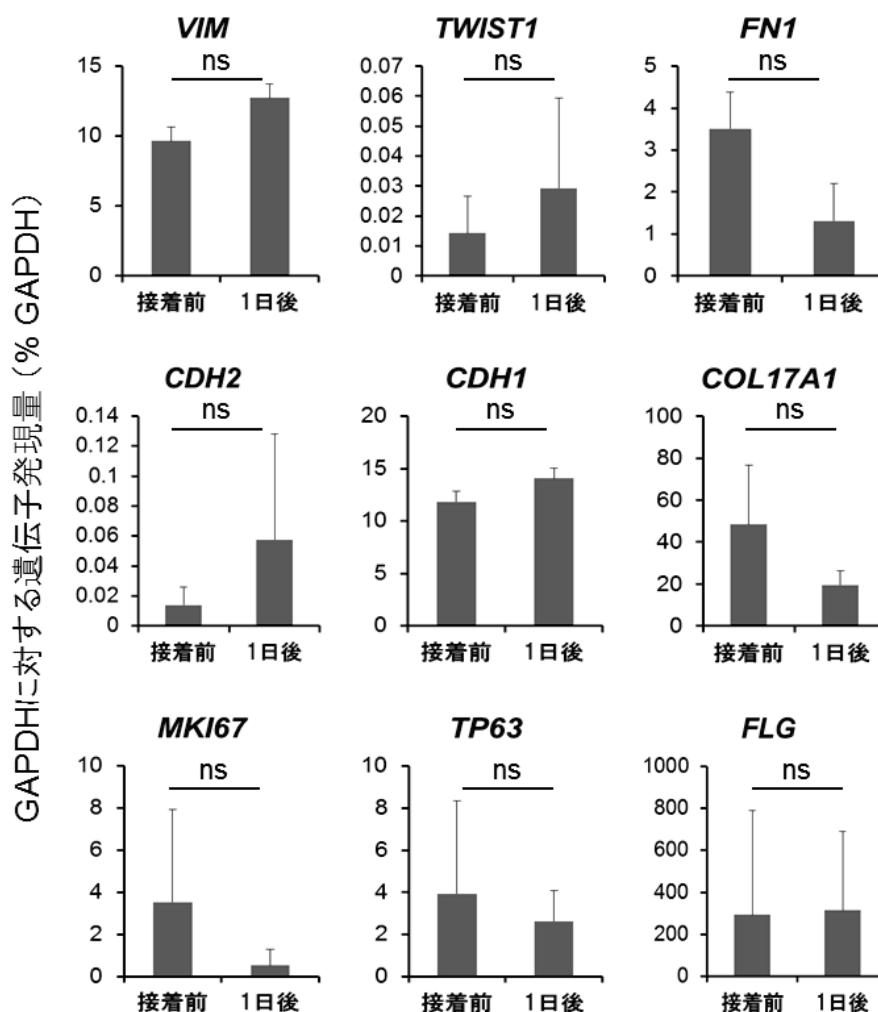 GAPDHに対する遺伝子発現量（% GAPDH）
VIM
ns
15
10
5
0
接着前 1日後
TWIST1
ns
0.07
0.06
0.05
0.04
0.03
0.02
0.01
0
接着前 1日後
FN1
ns
5
4
3
2
1
0
接着前 1日後
CDH2
ns
0.14
0.12
0.1
0.08
0.06
0.04
0.02
0
接着前 1日後
CDH1
ns
20
15
10
5
0
接着前 1日後
COL17A1
ns
100
80
60
40
20
0
接着前 1日後
MKI67
ns
10
8
6
4
2
0
接着前 1日後
TP63
ns
10
8
6
4
2
0
接着前 1日後
FLG
ns
1000
800
600
400
200
0
接着前 1日後